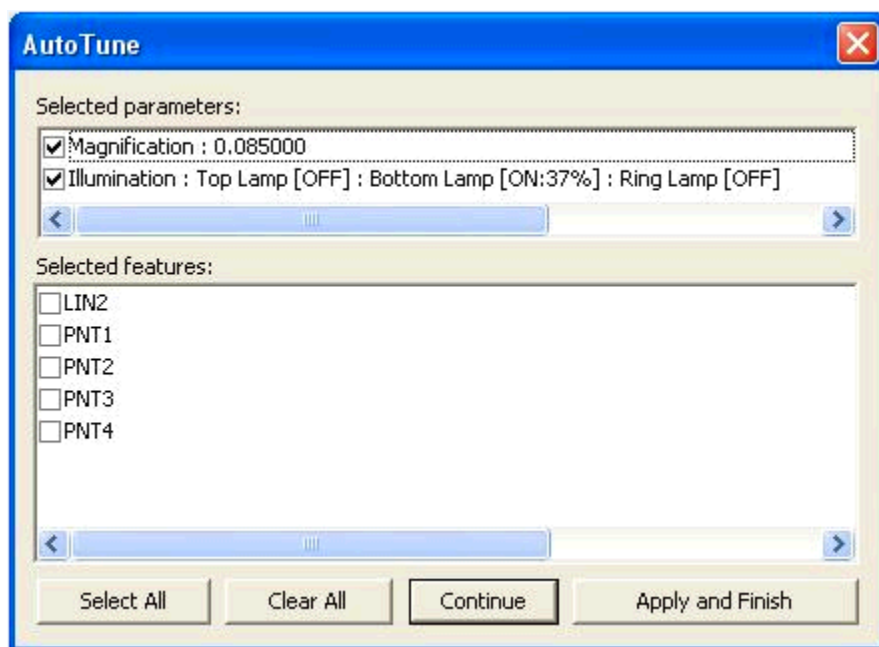 AutoTune
Selected parameters:
Magnification : 0.085000
Illumination : Top Lamp [OFF] : Bottom Lamp [ON:37%] : Ring Lamp [OFF]
Selected features:
LIN2
PNT1
PNT2
PNT3
PNT4
Select All Clear All Continue Apply and Finish